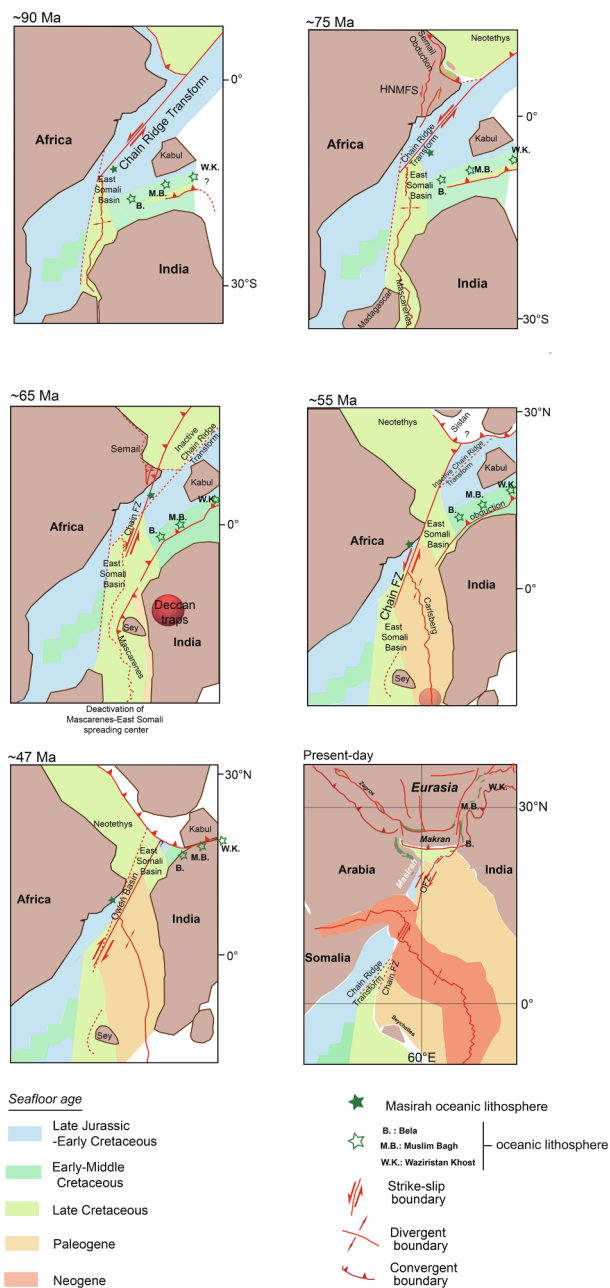 ~90 Ma
0°
Chain Ridge Transform
Africa
Kabul
W.K.
?
East
Somali
Basin
M.B.
B.
India
30°S
~75 Ma
Semail
Obduction
Neotethys
HNMFS
0°
Africa
Chain Ridge
Transform
Kabul
W.K.
M.B.
East
Somali
Basin
B.
India
Mascarenes
Madagascar
30°S
~65 Ma
Semail
Inactive
Chain Ridge
Transform
Kabul
W.K.
M.B.
B.
Chain FZ
0°
Africa
East
Somali
Basin
Deccan
traps
Sey
India
Mascarenes
Deactivation of
Mascarenes-East Somali
spreading center
~55 Ma
30°N
Neotethys
Sistan
?
Inactive Chain Ridge
Transform
Kabul
W.K.
M.B.
B.
obduction
East
Somali
Basin
Africa
India
0°
Chain FZ
Carlsberg
East
Somali
Basin
Sey
~47 Ma
30°N
Neotethys
Kabul
W.K.
M.B.
B.
East
Somali
Basin
Africa
Owen Basin
India
0°
Sey
Present-day
Zagros
Eurasia
W.K.
M.B.
30°N
Makran
B.
Arabia
Masirah
India
OFZ
Somalia
Chain Ridge
Transform
Chain FZ
0°
Seychelles
60°E
Seafloor age
Late Jurassic
-Early Cretaceous
Early-Middle
Cretaceous
Late Cretaceous
Paleogene
Neogene
Masirah oceanic lithosphere
B. : Bela
M.B.: Muslim Bagh
W.K.: Waziristan Khost
oceanic lithosphere
Strike-slip
boundary
Divergent
boundary
Convergent
boundary